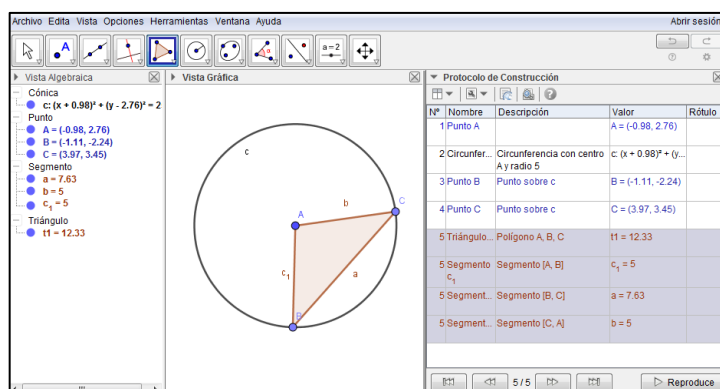 Archivo Edita Vista Opciones Herramientas Ventana Ayuda Abrir sesión
A
a=2
Vista Algebraica
Cónica
c: (x + 0.98)² + (y - 2.76)² = 2
Punto
A = (-0.98, 2.76)
B = (-1.11, -2.24)
C = (3.97, 3.45)
Segmento
a = 7.63
b = 5
c₁ = 5
Triángulo
t1 = 12.33
Vista Gráfica
c
b
C
A
c₁
a
B
Protocolo de Construcción
Nº Nombre Descripción Valor Rótulo
1 Punto A A = (-0.98, 2.76)
2 Circunfer... Circunferencia con centro c: (x + 0.98)² + (y...
A y radio 5
3 Punto B Punto sobre c B = (-1.11, -2.24)
4 Punto C Punto sobre c C = (3.97, 3.45)
5 Triángulo... Polígono A, B, C t1 = 12.33
5 Segmento Segmento [A, B] c₁ = 5
c₁
5 Segment... Segmento [B, C] a = 7.63
5 Segment... Segmento [C, A] b = 5
5 / 5 Reproduce